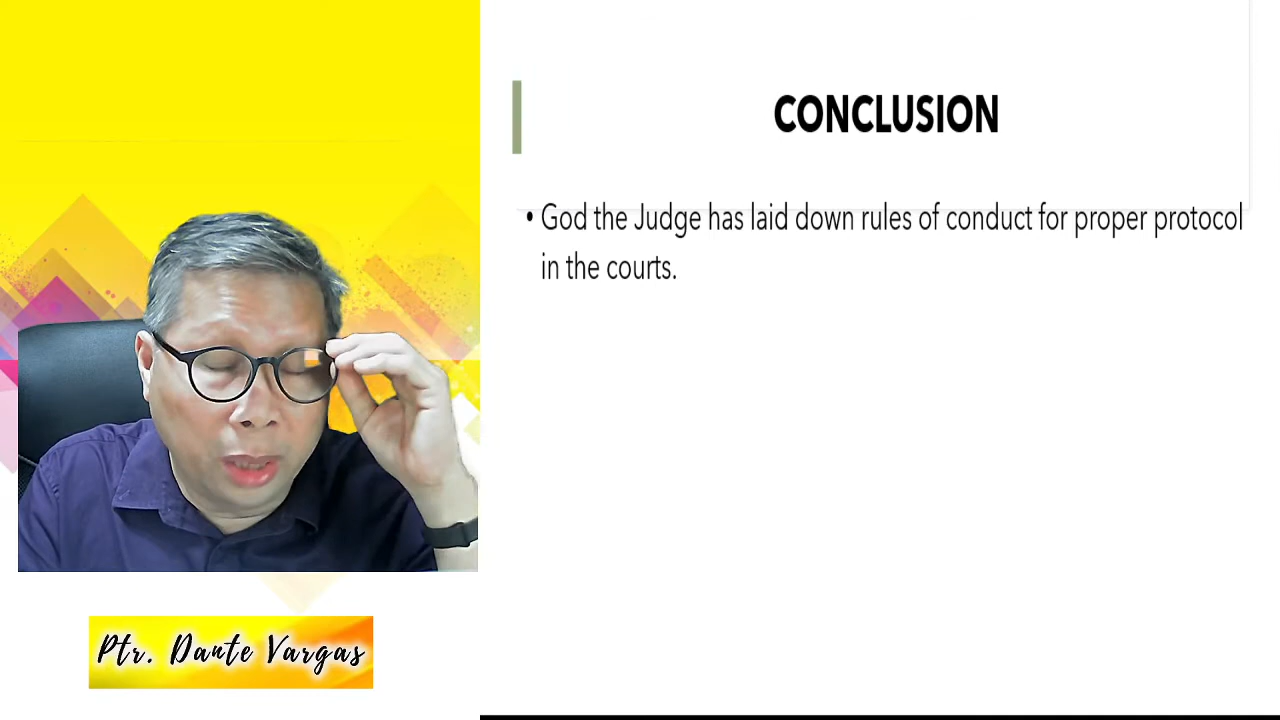 CONCLUSION
• God the Judge has laid down rules of conduct for proper protocol
in the courts.
Ptr. Dante Vargas